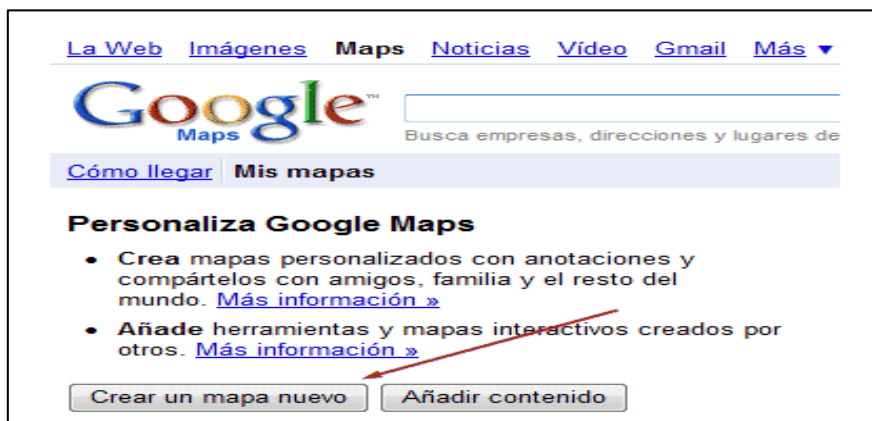 La Web Imágenes Maps Noticias Vídeo Gmail Más ▼
Google™
Maps
Busca empresas, direcciones y lugares de
Cómo llegar Mis mapas
Personaliza Google Maps
• Crea mapas personalizados con anotaciones y
compártelos con amigos, familia y el resto del
mundo. Más información »
• Añade herramientas y mapas interactivos creados por
otros. Más información »
Crear un mapa nuevo Añadir contenido